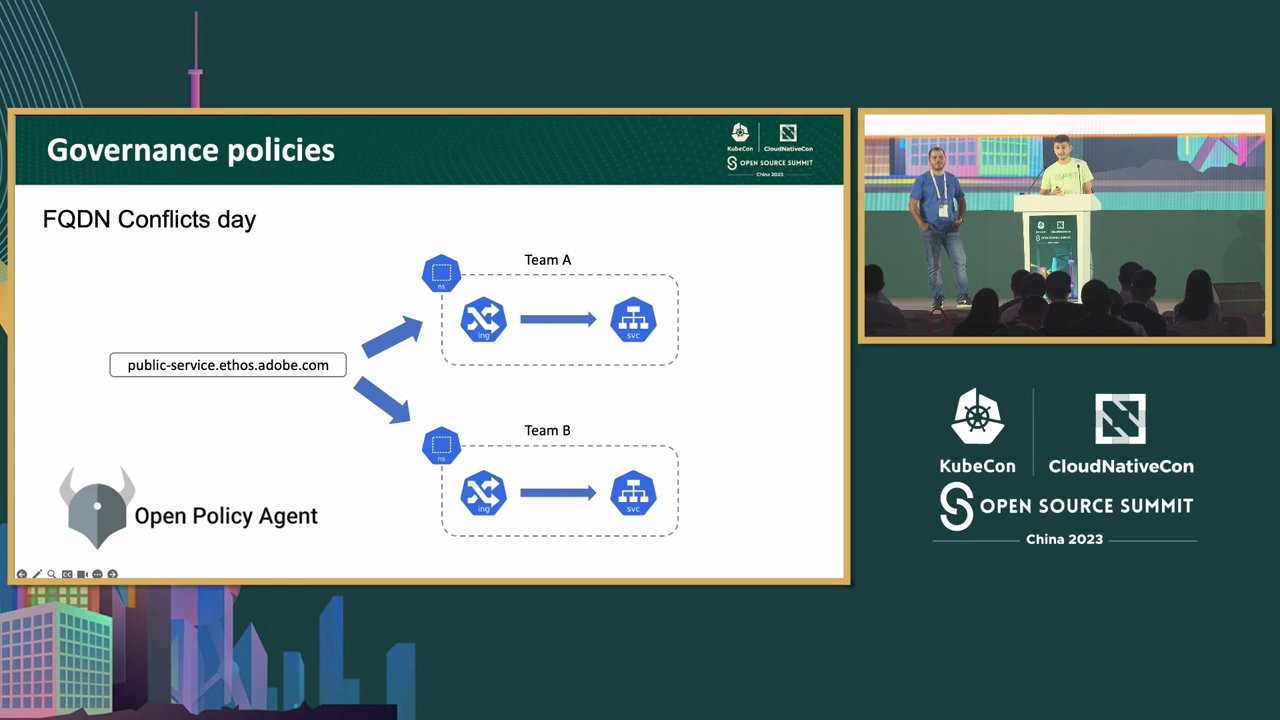 Governance policies
KubeCon
CloudNativeCon
OPEN SOURCE SUMMIT
China 2023
FQDN Conflicts day
Team A
ns
ing
svc
public-service.ethos.adobe.com
Team B
ns
ing
svc
Open Policy Agent
KubeCon
CloudNativeCon
OPEN SOURCE SUMMIT
China 2023